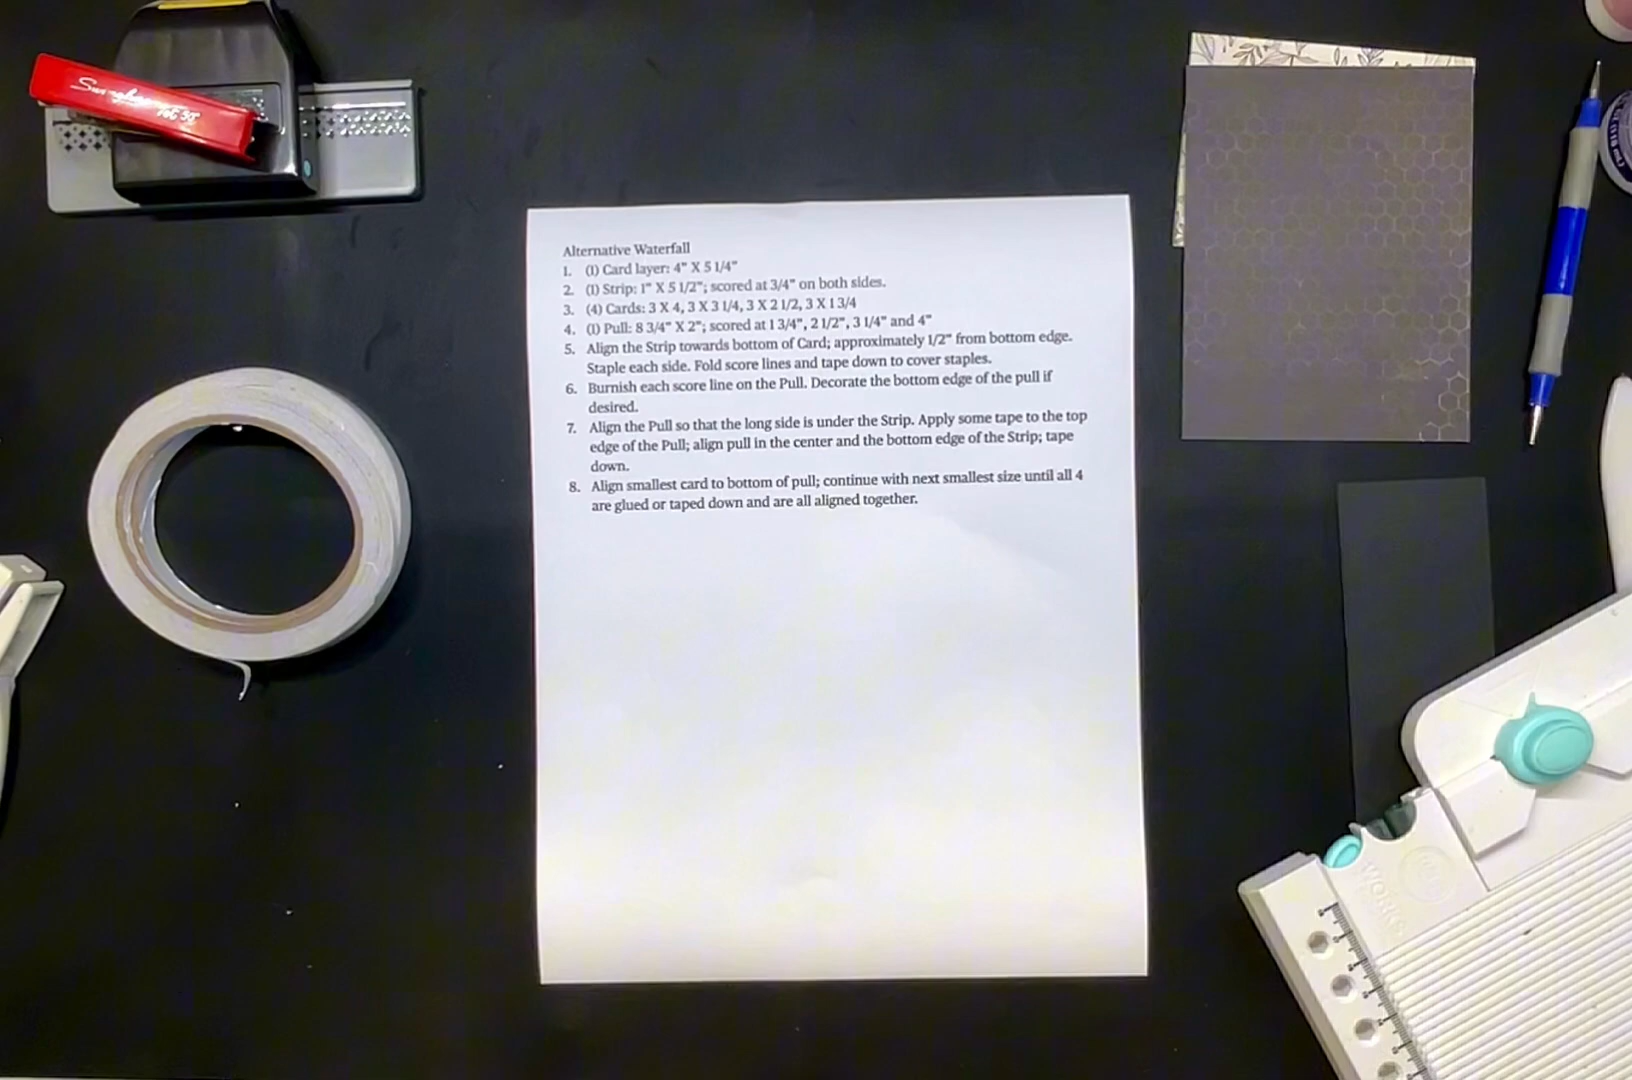 Swingline
Tot 50
Alternative Waterfall
1. (1) Card layer: 4" X 5 1/4"
2. (1) Strip: 1" X 5 1/2"; scored at 3/4" on both sides.
3. (4) Cards: 3 X 4, 3 X 3 1/4, 3 X 2 1/2, 3 X 1 3/4
4. (1) Pull: 8 3/4" X 2"; scored at 1 3/4", 2 1/2", 3 1/4" and 4"
5. Align the Strip towards bottom of Card; approximately 1/2" from bottom edge.
Staple each side. Fold score lines and tape down to cover staples.
6. Burnish each score line on the Pull. Decorate the bottom edge of the pull if
desired.
7. Align the Pull so that the long side is under the Strip. Apply some tape to the top
edge of the Pull; align pull in the center and the bottom edge of the Strip; tape
down.
8. Align smallest card to bottom of pull; continue with next smallest size until all 4
are glued or taped down and are all aligned together.
WORKS